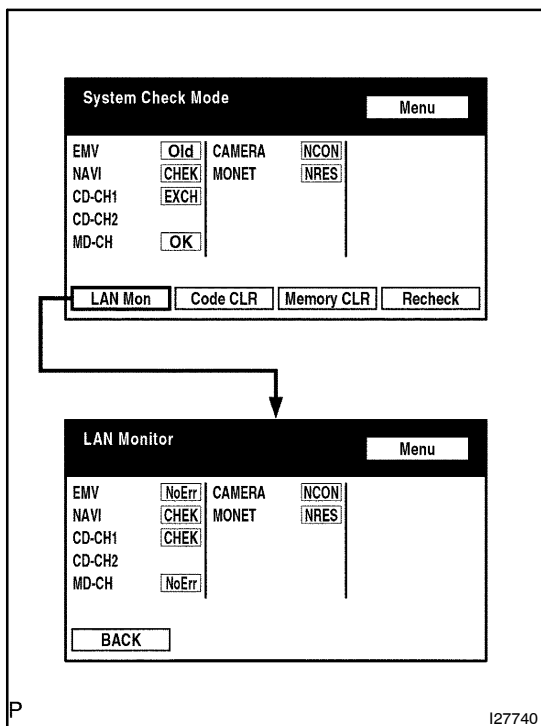 System Check Mode
Menu
EMV Old CAMERA NCON
NAVI CHEK MONET NRES
CD-CH1 EXCH
CD-CH2
MD-CH OK
LAN Mon Code CLR Memory CLR Recheck
LAN Monitor
Menu
EMV NoErr CAMERA NCON
NAVI CHEK MONET NRES
CD-CH1 CHEK
CD-CH2
MD-CH NoErr
BACK
P
I27740